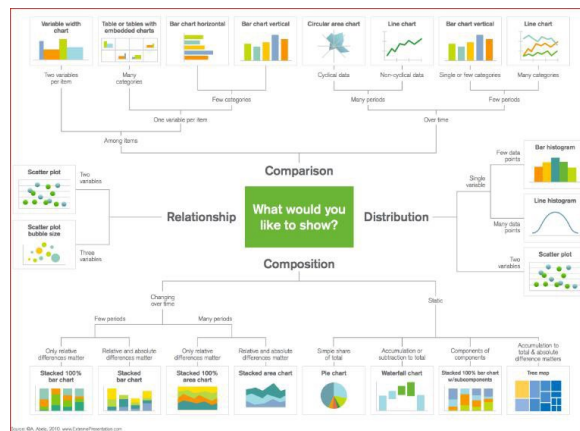 Variable width
chart
Table or tables with
embedded charts
Bar chart horizontal
Bar chart vertical
Circular area chart
Line chart
Bar chart vertical
Line chart
Two variables
per item
Many
categories
Few categories
Cyclical data
Non-cyclical data
Single or few categories
Many categories
One variable per item
Many periods
Few periods
Among items
Over time
Comparison
Scatter plot
Two
variables
Scatter plot
bubble size
Three
variables
Relationship
What would you
like to show?
Distribution
Single
variable
Few data
points
Bar histogram
Many data
points
Line histogram
Two
variables
Scatter plot
Composition
Changing
over time
Static
Few periods
Many periods
Only relative
differences matter
Relative and absolute
differences matter
Only relative
differences matter
Relative and absolute
differences matter
Simple share
of total
Accumulation or
subtraction to total
Components of
components
Accumulation to
total & absolute
difference matters
Stacked 100%
bar chart
Stacked
bar chart
Stacked 100%
area chart
Stacked area chart
Pie chart
Waterfall chart
Stacked 100% bar chart
w/subcomponents
Tree map
2010 www.ExtremePresentation.com